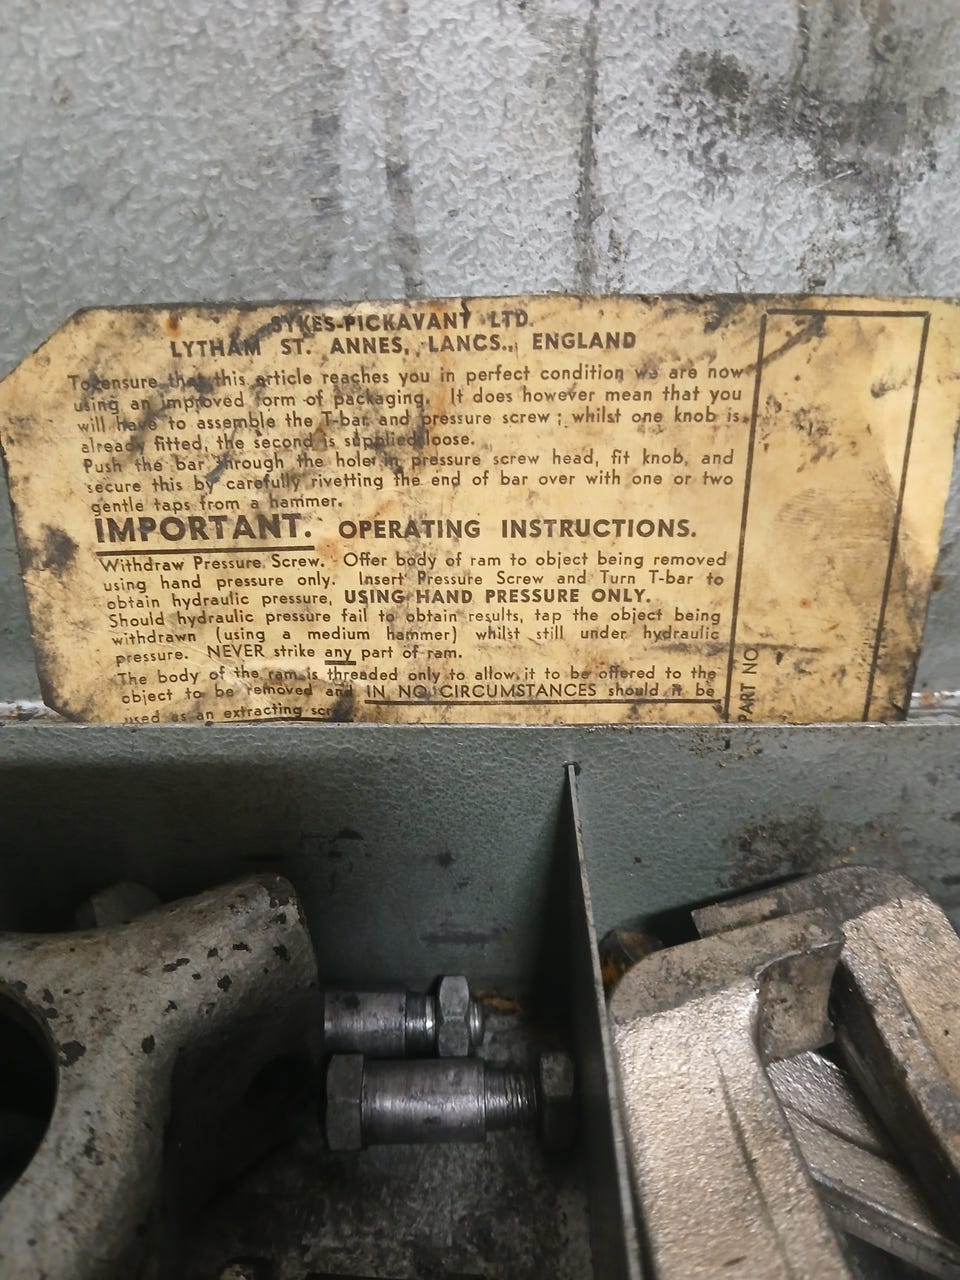 SYKES-PICKAVANT LTD.
LYTHAM ST. ANNES, LANCS., ENGLAND
To ensure that this article reaches you in perfect condition we are now
using an improved form of packaging. It does however mean that you
will have to assemble the T-bar and pressure screw ; whilst one knob is
already fitted, the second is supplied loose.
Push the bar through the hole in pressure screw head, fit knob, and
secure this by carefully rivetting the end of bar over with one or two
gentle taps from a hammer.
IMPORTANT. OPERATING INSTRUCTIONS.
Withdraw Pressure Screw. Offer body of ram to object being removed
using hand pressure only. Insert Pressure Screw and Turn T-bar to
obtain hydraulic pressure, USING HAND PRESSURE ONLY.
Should hydraulic pressure fail to obtain results, tap the object being
withdrawn (using a medium hammer) whilst still under hydraulic
pressure. NEVER strike any part of ram.
The body of the ram is threaded only to allow it to be offered to the
object to be removed and IN NO CIRCUMSTANCES should it be
used as an extracting
PART NO.